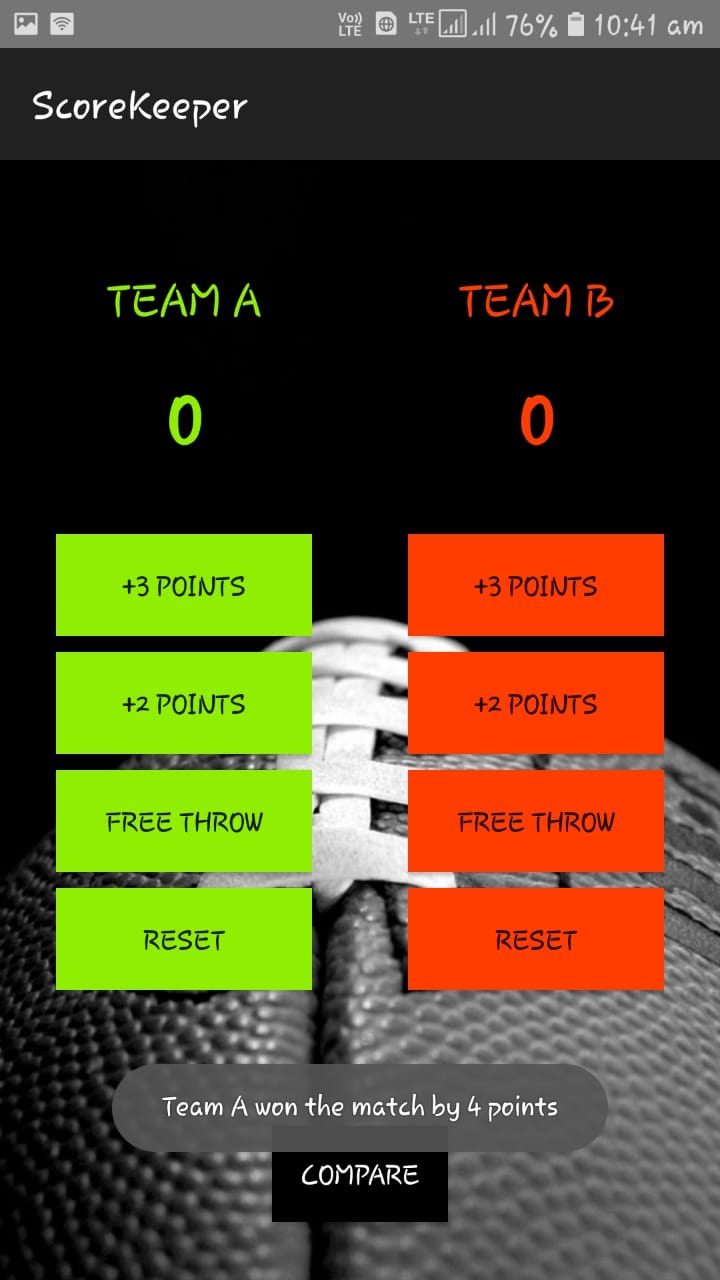 Vo)) LTE LTE 76% 10:41 am
ScoreKeeper
TEAM A TEAM B
0 0
+3 POINTS +3 POINTS
+2 POINTS +2 POINTS
FREE THROW FREE THROW
RESET RESET
Team A won the match by 4 points
COMPARE